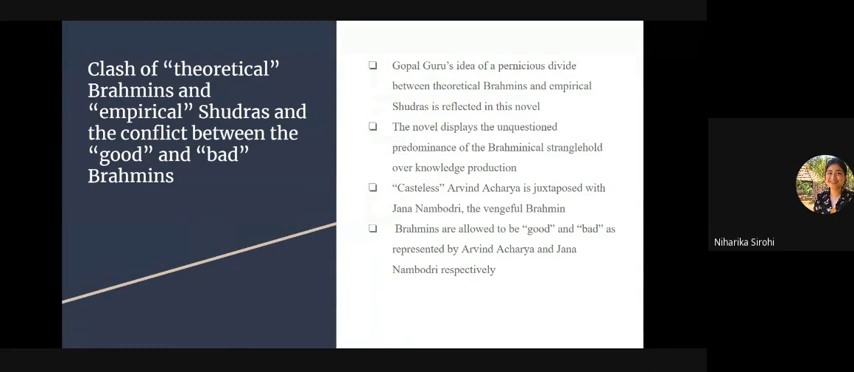 Clash of “theoretical”
Brahmins and
“empirical” Shudras and
the conflict between the
“good” and “bad”
Brahmins
❏ Gopal Guru’s idea of a pernicious divide
between theoretical Brahmins and empirical
Shudras is reflected in this novel
❏ The novel displays the unquestioned
predominance of the Brahminical stranglehold
over knowledge production
❏ “Casteless” Arvind Acharya is juxtaposed with
Jana Nambodri, the vengeful Brahmin
❏ Brahmins are allowed to be “good” and “bad” as
represented by Arvind Acharya and Jana
Nambodri respectively
Niharika Sirohi